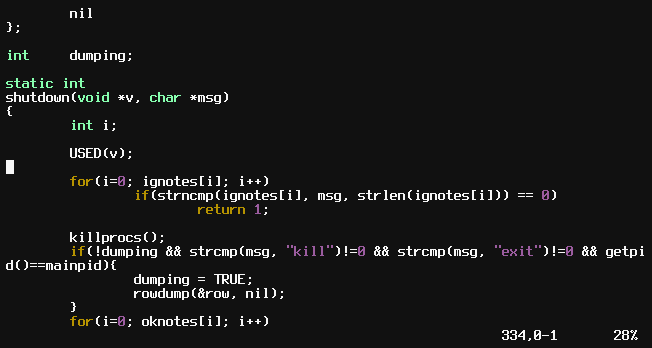 nil
};

int     dumping;

static int
shutdown(void *v, char *msg)
{
        int i;

        USED(v);

        for(i=0; ignotes[i]; i++)
                if(strncmp(ignotes[i], msg, strlen(ignotes[i])) == 0)
                        return 1;

        killprocs();
        if(!dumping && strcmp(msg, "kill")!=0 && strcmp(msg, "exit")!=0 && getpi
d()==mainpid){
                dumping = TRUE;
                rowdump(&row, nil);
        }
        for(i=0; oknotes[i]; i++)
334,0-1       28%